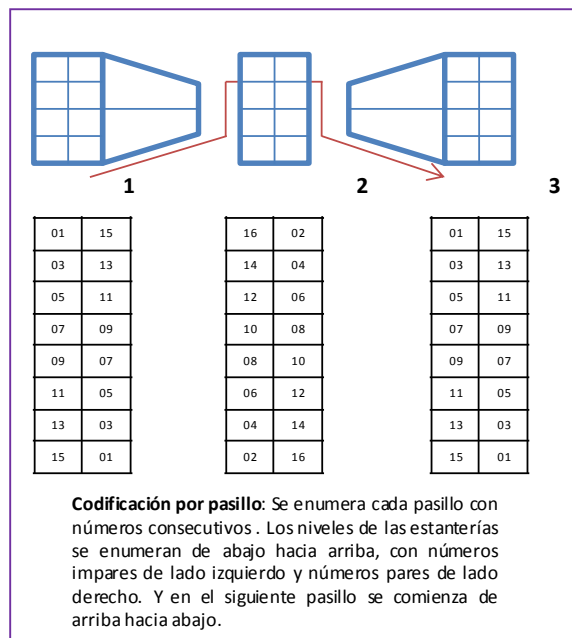 1 2 3
01 15 16 02 01 15
03 13 14 04 03 13
05 11 12 06 05 11
07 09 10 08 07 09
09 07 08 10 09 07
11 05 06 12 11 05
13 03 04 14 13 03
15 01 02 16 15 01
Codificación por pasillo: Se enumera cada pasillo con
números consecutivos . Los niveles de las estanterías
se enumeran de abajo hacia arriba, con números
impares de lado izquierdo y números pares de lado
derecho. Y en el siguiente pasillo se comienza de
arriba hacia abajo.